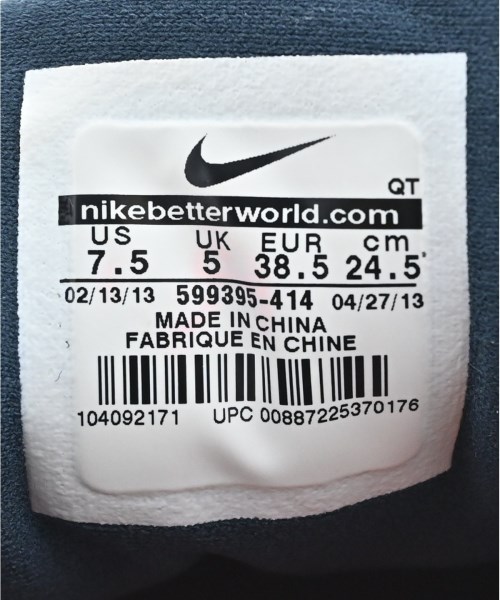 QT
nikebetterworld.com
US UK EUR cm
7.5 5 38.5 24.5
02/13/13 599395-414 04/27/13
MADE IN CHINA
FABRIQUE EN CHINE
104092171 UPC 00887225370176